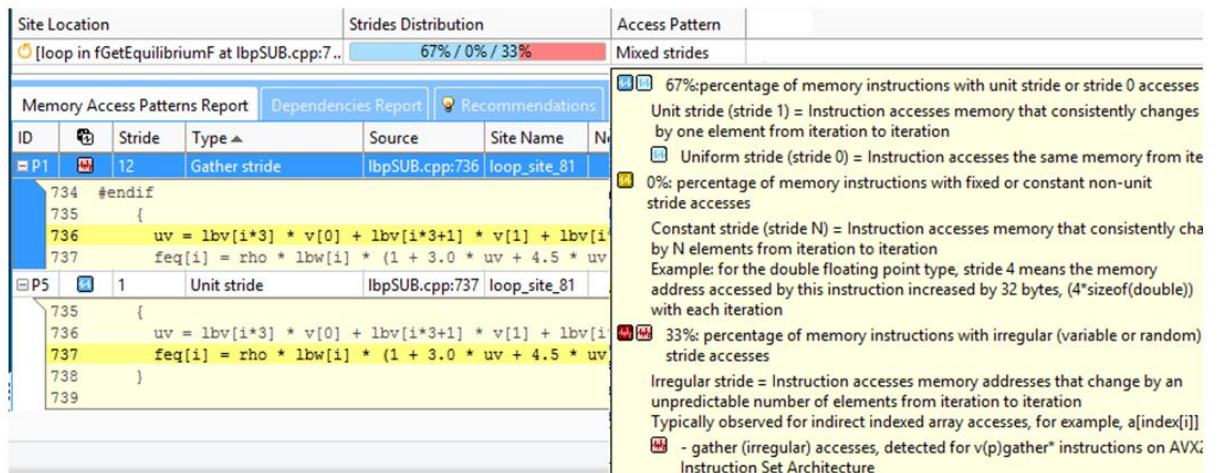 Site Location Strides Distribution Access Pattern
[loop in fGetEquilibriumF at lbpSUB.cpp:7.. 67% / 0% / 33% Mixed strides
Memory Access Patterns Report Dependencies Report Recommendations
ID Stride Type Source Site Name
P1 12 Gather stride lbpSUB.cpp:736 loop_site_81
734 #endif
735 {
736 uv = lbv[i*3] * v[0] + lbv[i*3+1] * v[1] + lbv[i
737 feq[i] = rho * lbw[i] * (1 + 3.0 * uv + 4.5 * uv
P5 1 Unit stride lbpSUB.cpp:737 loop_site_81
735 {
736 uv = lbv[i*3] * v[0] + lbv[i*3+1] * v[1] + lbv[i
737 feq[i] = rho * lbw[i] * (1 + 3.0 * uv + 4.5 * uv
738 }
739
67%:percentage of memory instructions with unit stride or stride 0 accesses
Unit stride (stride 1) = Instruction accesses memory that consistently changes
by one element from iteration to iteration
Uniform stride (stride 0) = Instruction accesses the same memory from ite
0%: percentage of memory instructions with fixed or constant non-unit
stride accesses
Constant stride (stride N) = Instruction accesses memory that consistently cha
by N elements from iteration to iteration
Example: for the double floating point type, stride 4 means the memory
address accessed by this instruction increased by 32 bytes, (4*sizeof(double))
with each iteration
33%: percentage of memory instructions with irregular (variable or random)
stride accesses
Irregular stride = Instruction accesses memory addresses that change by an
unpredictable number of elements from iteration to iteration
Typically observed for indirect indexed array accesses, for example, a[index[i]]
- gather (irregular) accesses, detected for v(p)gather* instructions on AVX2
Instruction Set Architecture